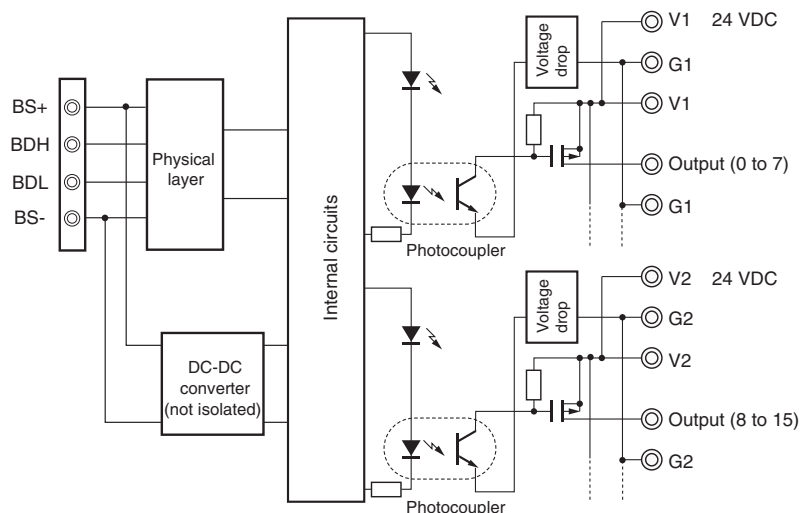 BS+
BDH
BDL
BS-
Physical
layer
DC-DC
converter
(not isolated)
Internal circuits
Voltage
drop
V1 24 VDC
G1
V1
Output (0 to 7)
G1
Photocoupler
Voltage
drop
V2 24 VDC
G2
V2
Output (8 to 15)
G2
Photocoupler